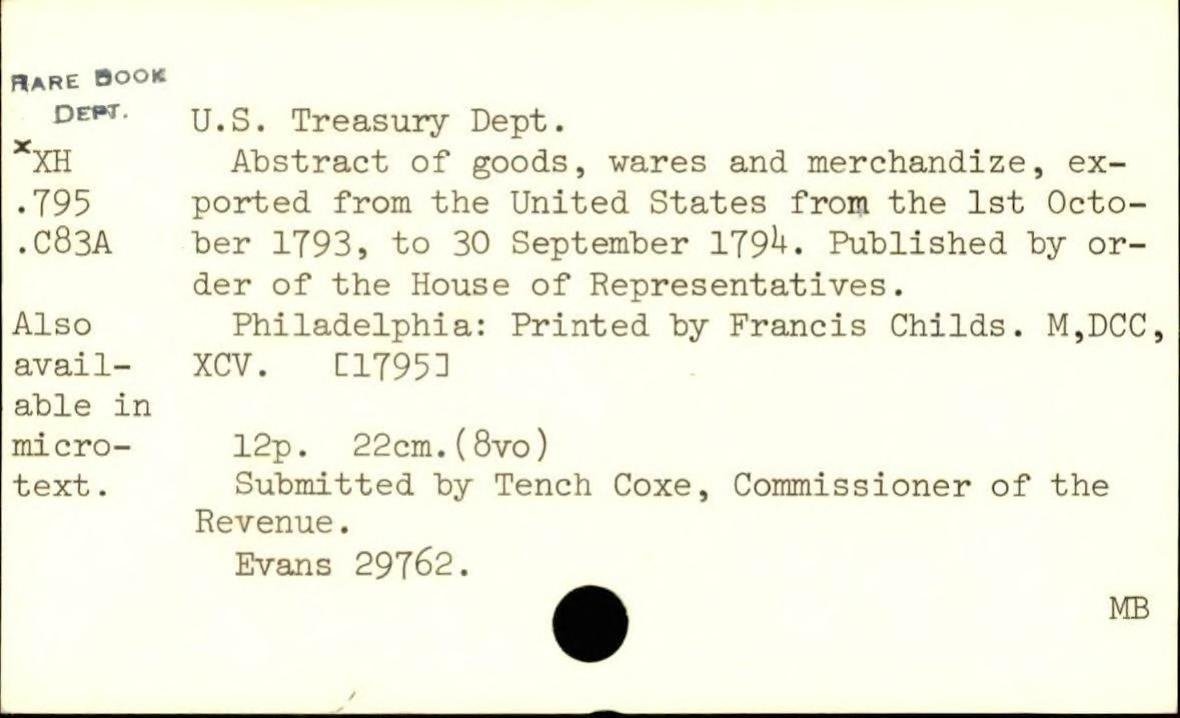 RARE BOOK
DEPT.
U.S. Treasury Dept.
xXH
Abstract of goods, wares and merchandize, ex-
.795
ported from the United States from the 1st Octo-
.C83A
ber 1793, to 30 September 1794. Published by or-
der of the House of Representatives.
Also
Philadelphia: Printed by Francis Childs. M,DCC,
avail-
XCV. [1795]
able in
micro-
12p. 22cm.(8vo)
text.
Submitted by Tench Coxe, Commissioner of the
Revenue.
Evans 29762.
MB